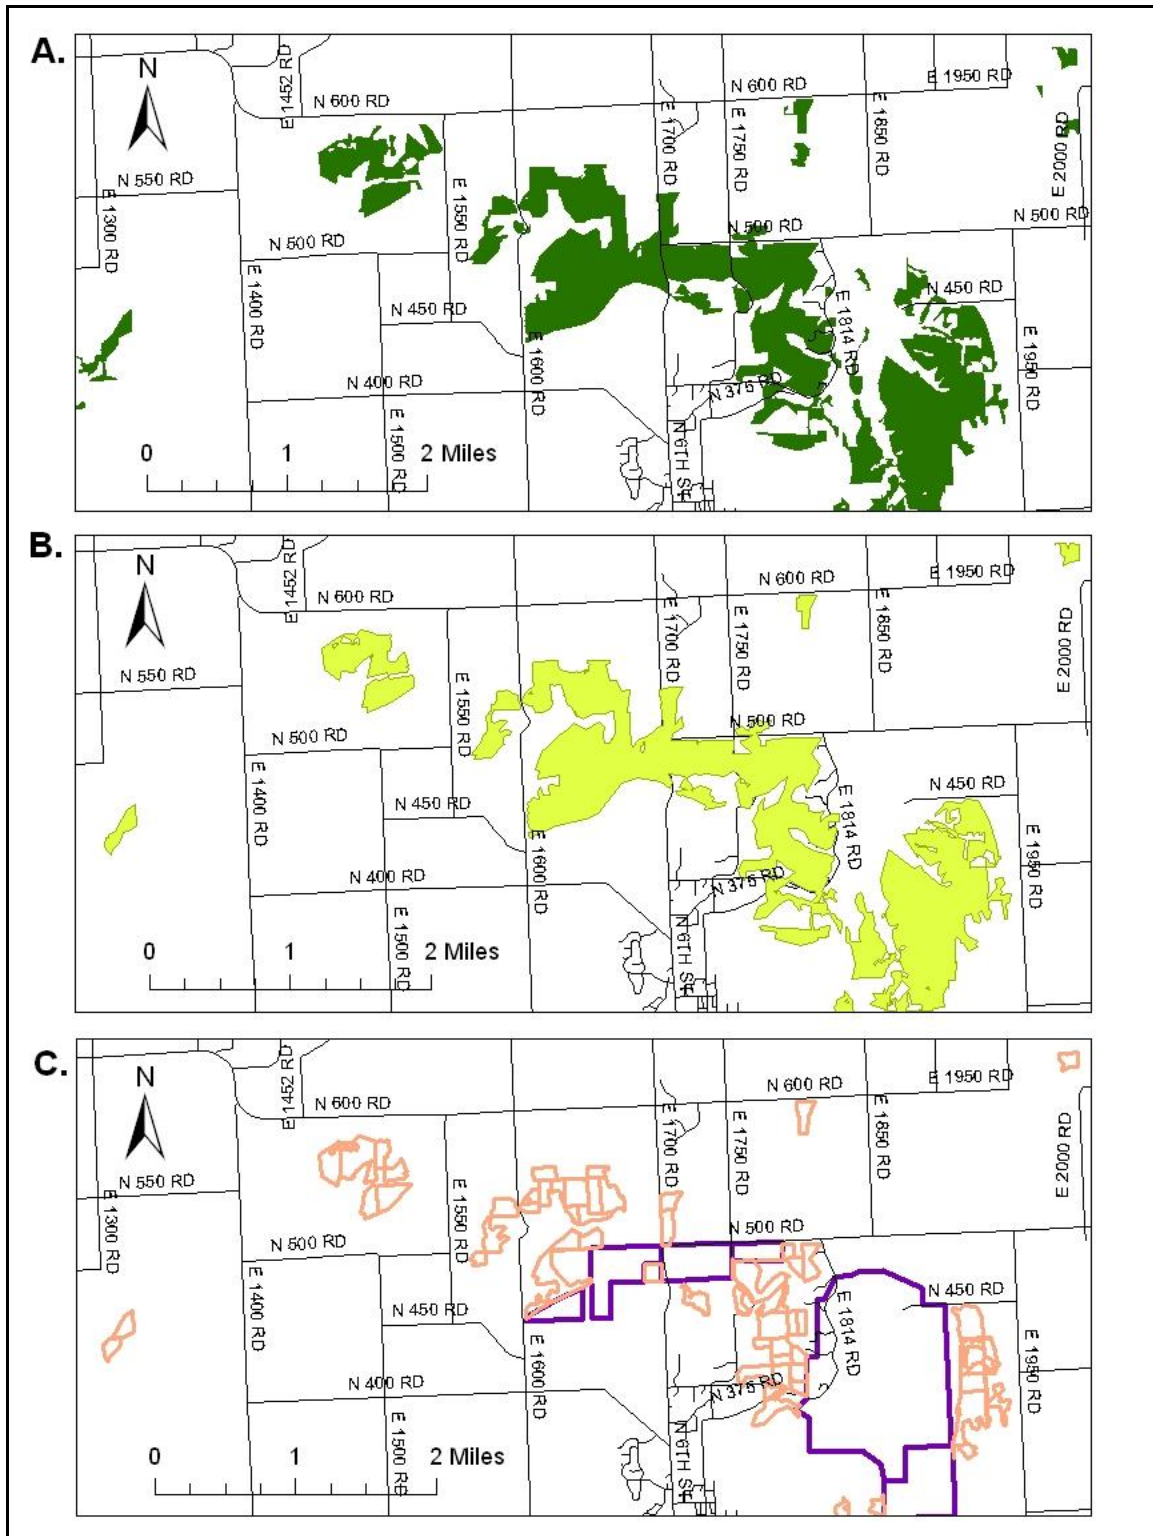 A.
N
E 1452 RD
N 600 RD
N 600 RD
E 1950 RD
E 1700 RD
E 1750 RD
E 1850 RD
E 2000 RD
N 550 RD
E 1300 RD
E 1550 RD
N 500 RD
N 500 RD
N 500 RD
E 1400 RD
N 450 RD
N 450 RD
E 1814 RD
E 1600 RD
E 1950 RD
N 400 RD
N 375 RD
E 1500 RD
N 6TH ST
0 1 2 Miles
B.
N
E 1452 RD
N 600 RD
N 600 RD
E 1950 RD
E 1700 RD
E 1750 RD
E 1850 RD
E 2000 RD
N 550 RD
E 1550 RD
N 500 RD
N 500 RD
E 1400 RD
N 450 RD
N 450 RD
E 1814 RD
E 1600 RD
E 1950 RD
N 400 RD
N 375 RD
E 1500 RD
N 6TH ST
0 1 2 Miles
C.
N
E 1452 RD
N 600 RD
N 600 RD
E 1950 RD
E 1700 RD
E 1750 RD
E 1850 RD
E 2000 RD
N 550 RD
E 1300 RD
E 1550 RD
N 500 RD
N 500 RD
E 1400 RD
N 450 RD
N 450 RD
E 1814 RD
E 1600 RD
E 1950 RD
N 400 RD
N 375 RD
E 1500 RD
N 6TH ST
0 1 2 Miles